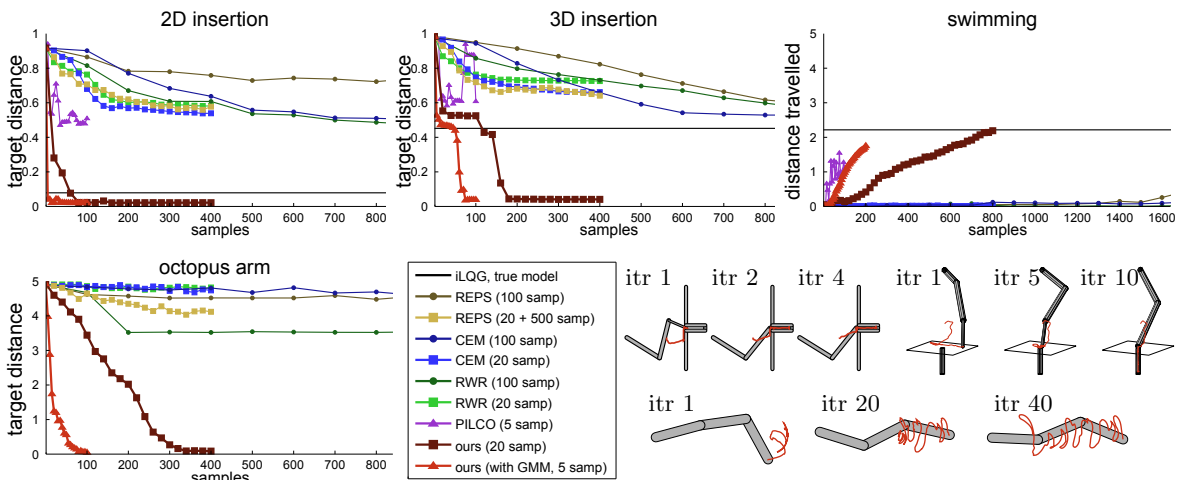 2D insertion
target distance
1
0.8
0.6
0.4
0.2
0
100 200 300 400 500 600 700 800
samples
3D insertion
target distance
1
0.8
0.6
0.4
0.2
0
100 200 300 400 500 600 700 800
samples
swimming
distance travelled
5
4
3
2
1
0
200 400 600 800 1000 1200 1400 1600
samples
octopus arm
target distance
5
4
3
2
1
0
100 200 300 400 500 600 700 800
samples
iLQG, true model
REPS (100 samp)
REPS (20 + 500 samp)
CEM (100 samp)
CEM (20 samp)
RWR (100 samp)
RWR (20 samp)
PILCO (5 samp)
ours (20 samp)
ours (with GMM, 5 samp)
itr 1 itr 2 itr 4 itr 1 itr 5 itr 10
itr 1 itr 20 itr 40